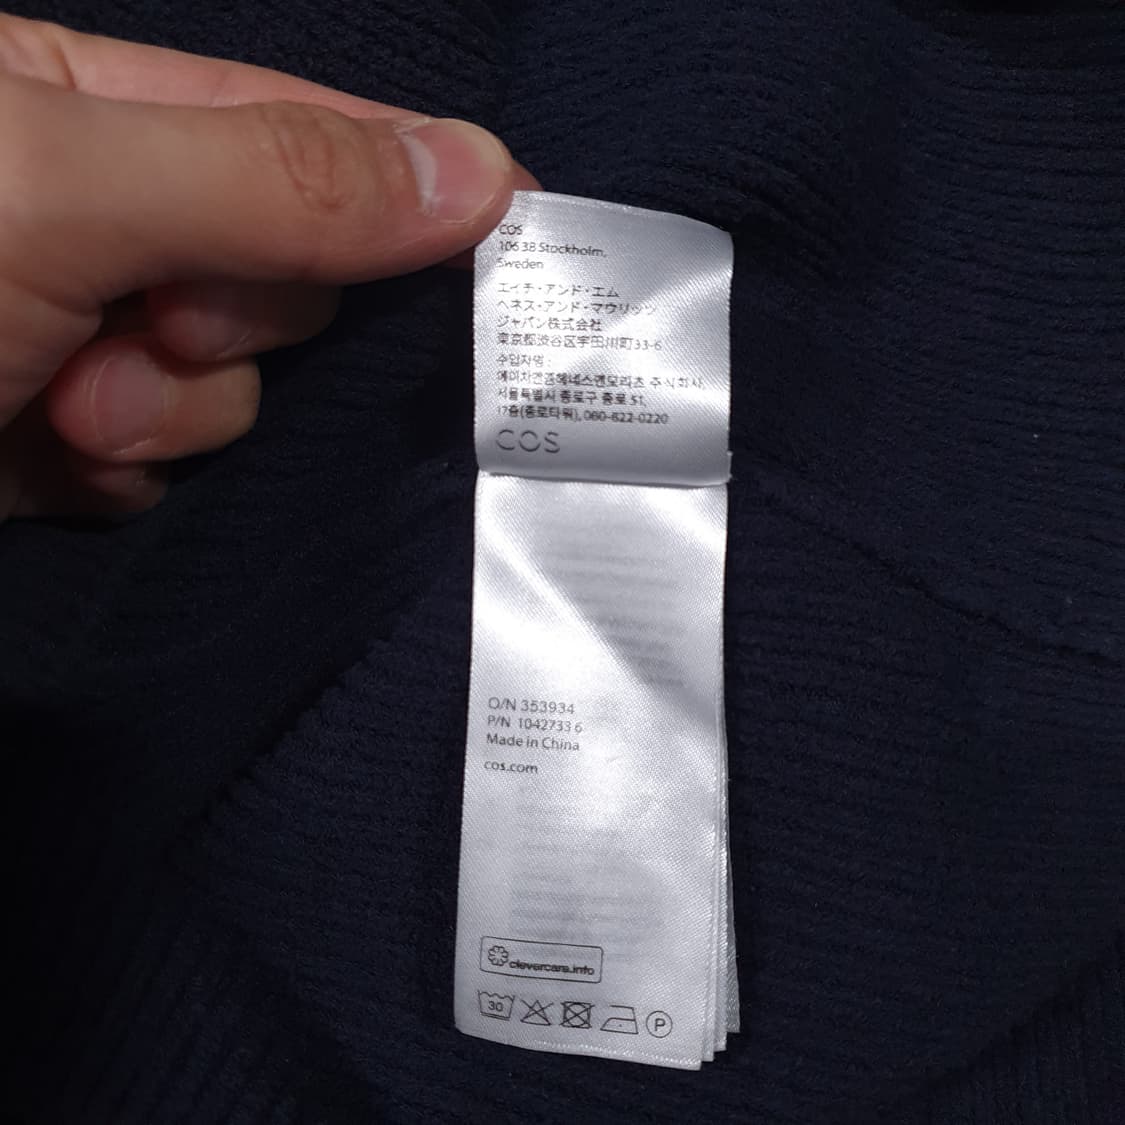 COS
106 38 Stockholm,
Sweden
エイチ・アンド・エム
ヘネス・アンド・マウリッツ
ジャパン株式会社
東京都渋谷区宇田川町33-6
수입자명 :
에이치앤엠헤네스앤모리츠 주식회사,
서울특별시 종로구 종로 51,
17층(종로타워), 080-822-0220
COS
O/N 353934
P/N 1042733 6
Made in China
cos.com
clevercare.info
30
P